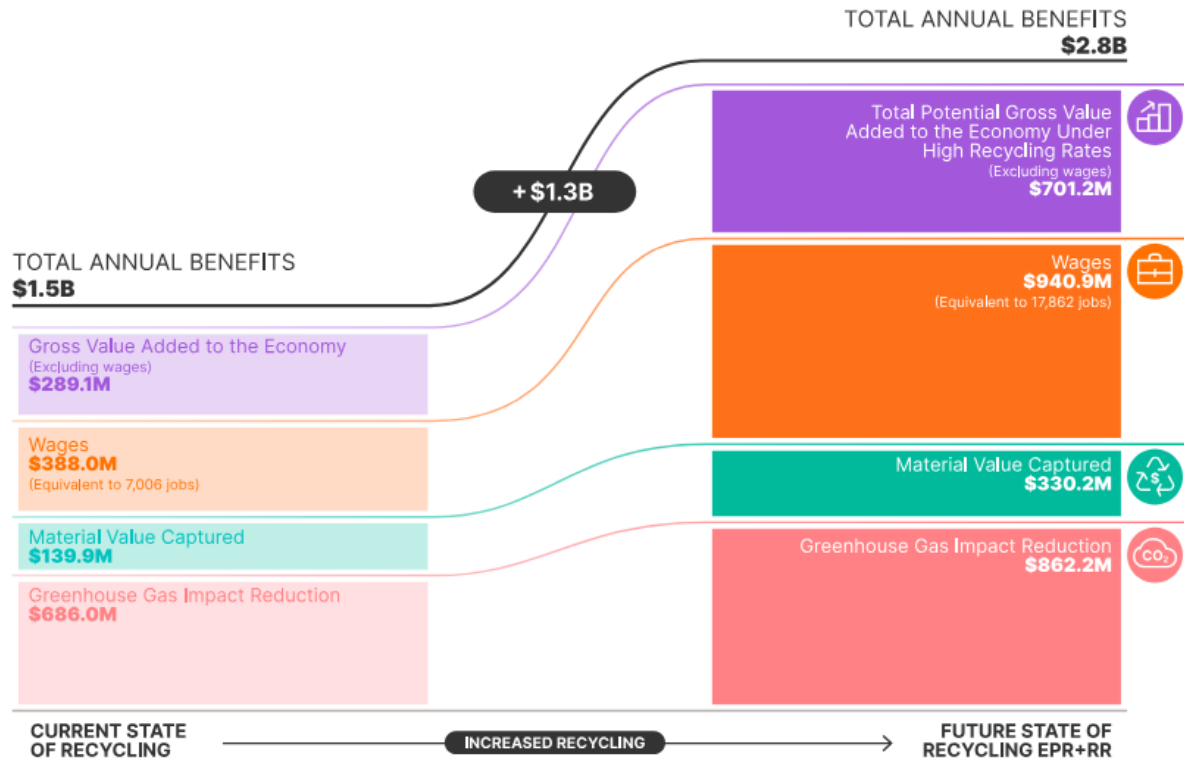 TOTAL ANNUAL BENEFITS
$2.8B
Total Potential Gross Value
Added to the Economy Under
High Recycling Rates
(Excluding wages)
$701.2M
+$1.3B
TOTAL ANNUAL BENEFITS
$1.5B
Wages
$940.9M
(Equivalent to 17,862 jobs)
Gross Value Added to the Economy
(Excluding wages)
$289.1M
Wages
$388.0M
(Equivalent to 7,006 jobs)
Material Value Captured
$330.2M
$
Material Value Captured
$139.9M
Greenhouse Gas Impact Reduction
$862.2M
CO₂
Greenhouse Gas Impact Reduction
$686.0M
CURRENT STATE
OF RECYCLING
INCREASED RECYCLING
FUTURE STATE OF
RECYCLING EPR+RR